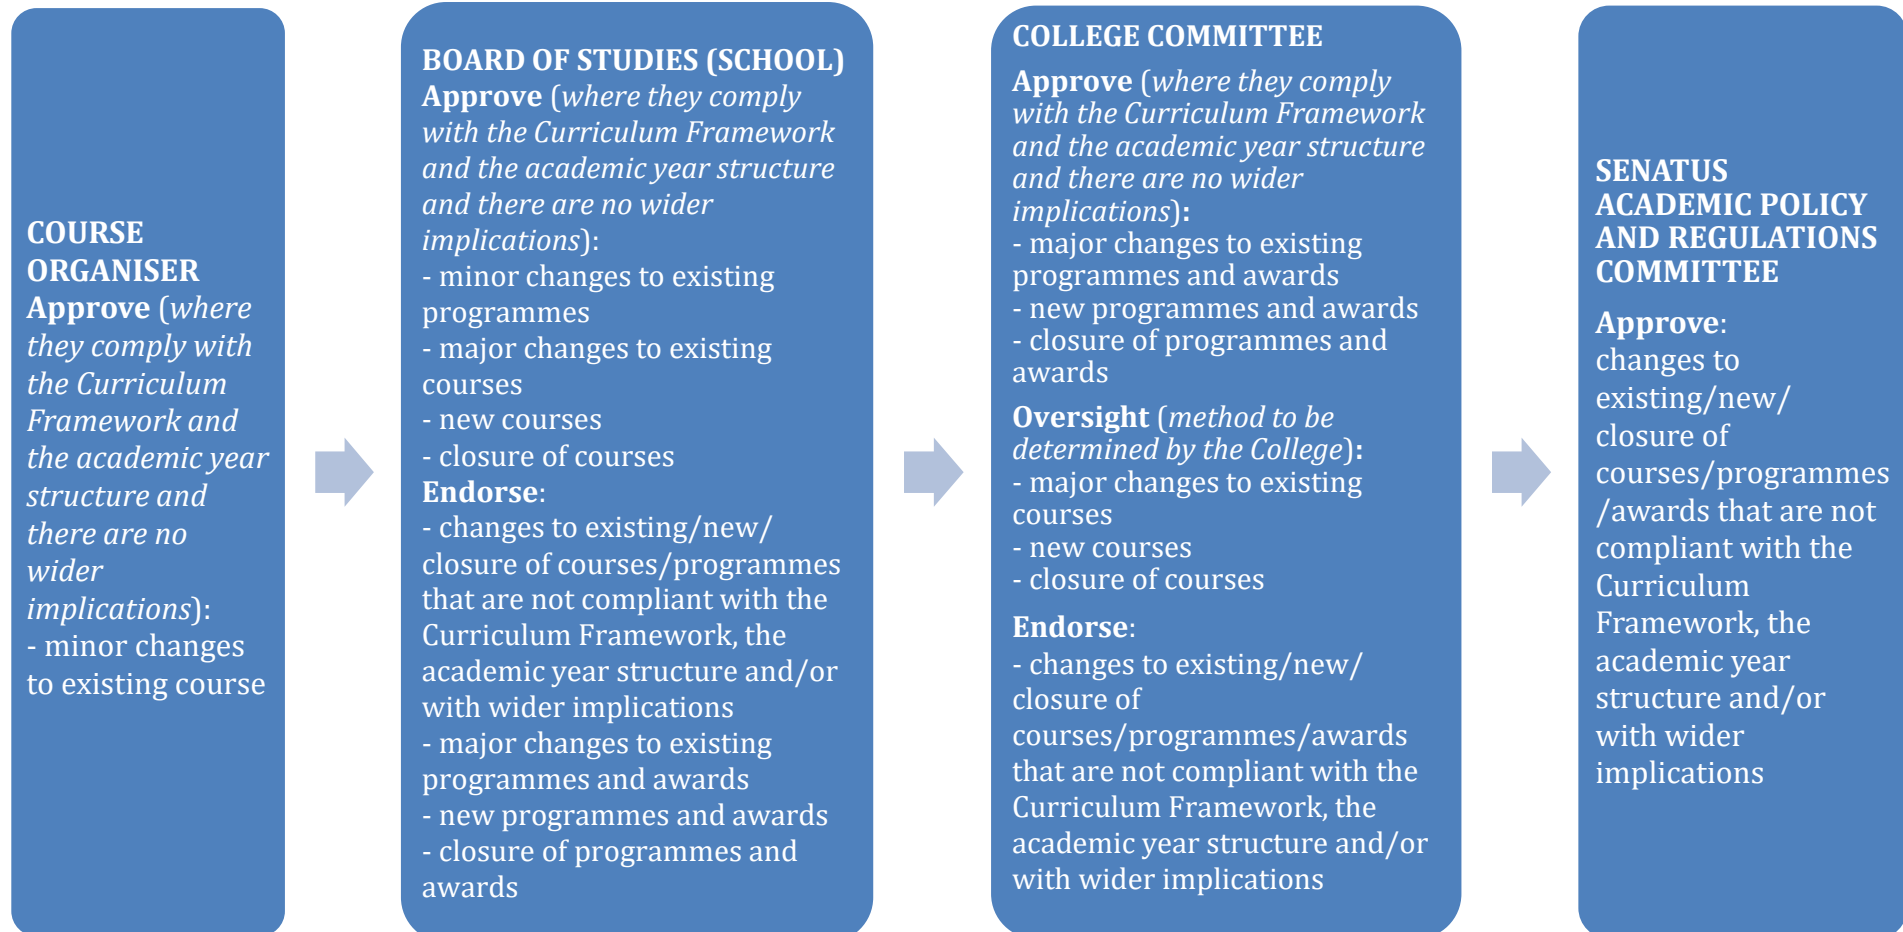 COURSE
ORGANISER
Approve (where
they comply with
the Curriculum
Framework and
the academic year
structure and
there are no
wider
implications):
- minor changes
to existing course
BOARD OF STUDIES (SCHOOL)
Approve (where they comply
with the Curriculum Framework
and the academic year structure
and there are no wider
implications):
- minor changes to existing
programmes
- major changes to existing
courses
- new courses
- closure of courses
Endorse:
- changes to existing/new/
closure of courses/programmes
that are not compliant with the
Curriculum Framework, the
academic year structure and/or
with wider implications
- major changes to existing
programmes and awards
- new programmes and awards
- closure of programmes and
awards
COLLEGE COMMITTEE
Approve (where they comply
with the Curriculum Framework
and the academic year structure
and there are no wider
implications):
- major changes to existing
programmes and awards
- new programmes and awards
- closure of programmes and
awards
Oversight (method to be
determined by the College):
- major changes to existing
courses
- new courses
- closure of courses
Endorse:
- changes to existing/new/
closure of
courses/programmes/awards
that are not compliant with the
Curriculum Framework, the
academic year structure and/or
with wider implications
SENATUS
ACADEMIC POLICY
AND REGULATIONS
COMMITTEE
Approve:
changes to
existing/new/
closure of
courses/programmes
/awards that are not
compliant with the
Curriculum
Framework, the
academic year
structure and/or
with wider
implications